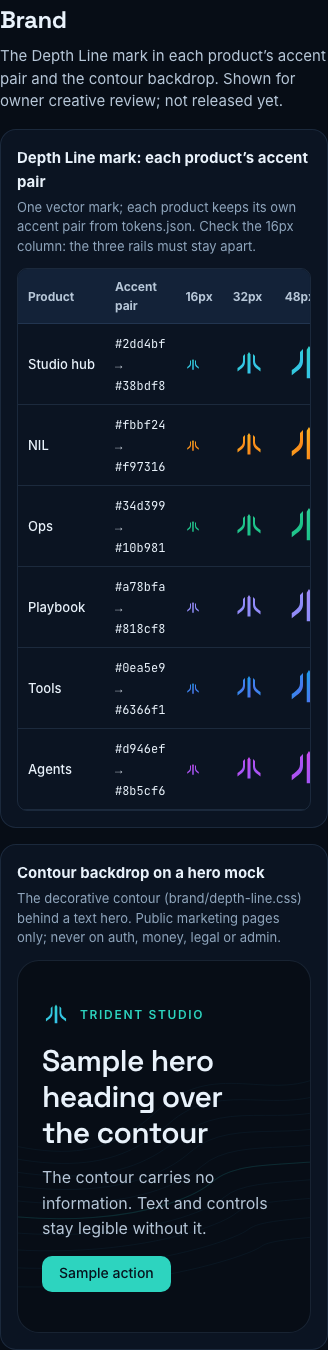 Brand
The Depth Line mark in each product’s accent
pair and the contour backdrop. Shown for
owner creative review; not released yet.
Depth Line mark: each product’s accent
pair
One vector mark; each product keeps its own
accent pair from tokens.json. Check the 16px
column: the three rails must stay apart.
Product Accent pair 16px 32px 48px
Studio hub #2dd4bf → #38bdf8
NIL #fbbf24 → #f97316
Ops #34d399 → #10b981
Playbook #a78bfa → #818cf8
Tools #0ea5e9 → #6366f1
Agents #d946ef → #8b5cf6
Contour backdrop on a hero mock
The decorative contour (brand/depth-line.css)
behind a text hero. Public marketing pages
only; never on auth, money, legal or admin.
TRIDENT STUDIO
Sample hero
heading over
the contour
The contour carries no
information. Text and controls
stay legible without it.
Sample action